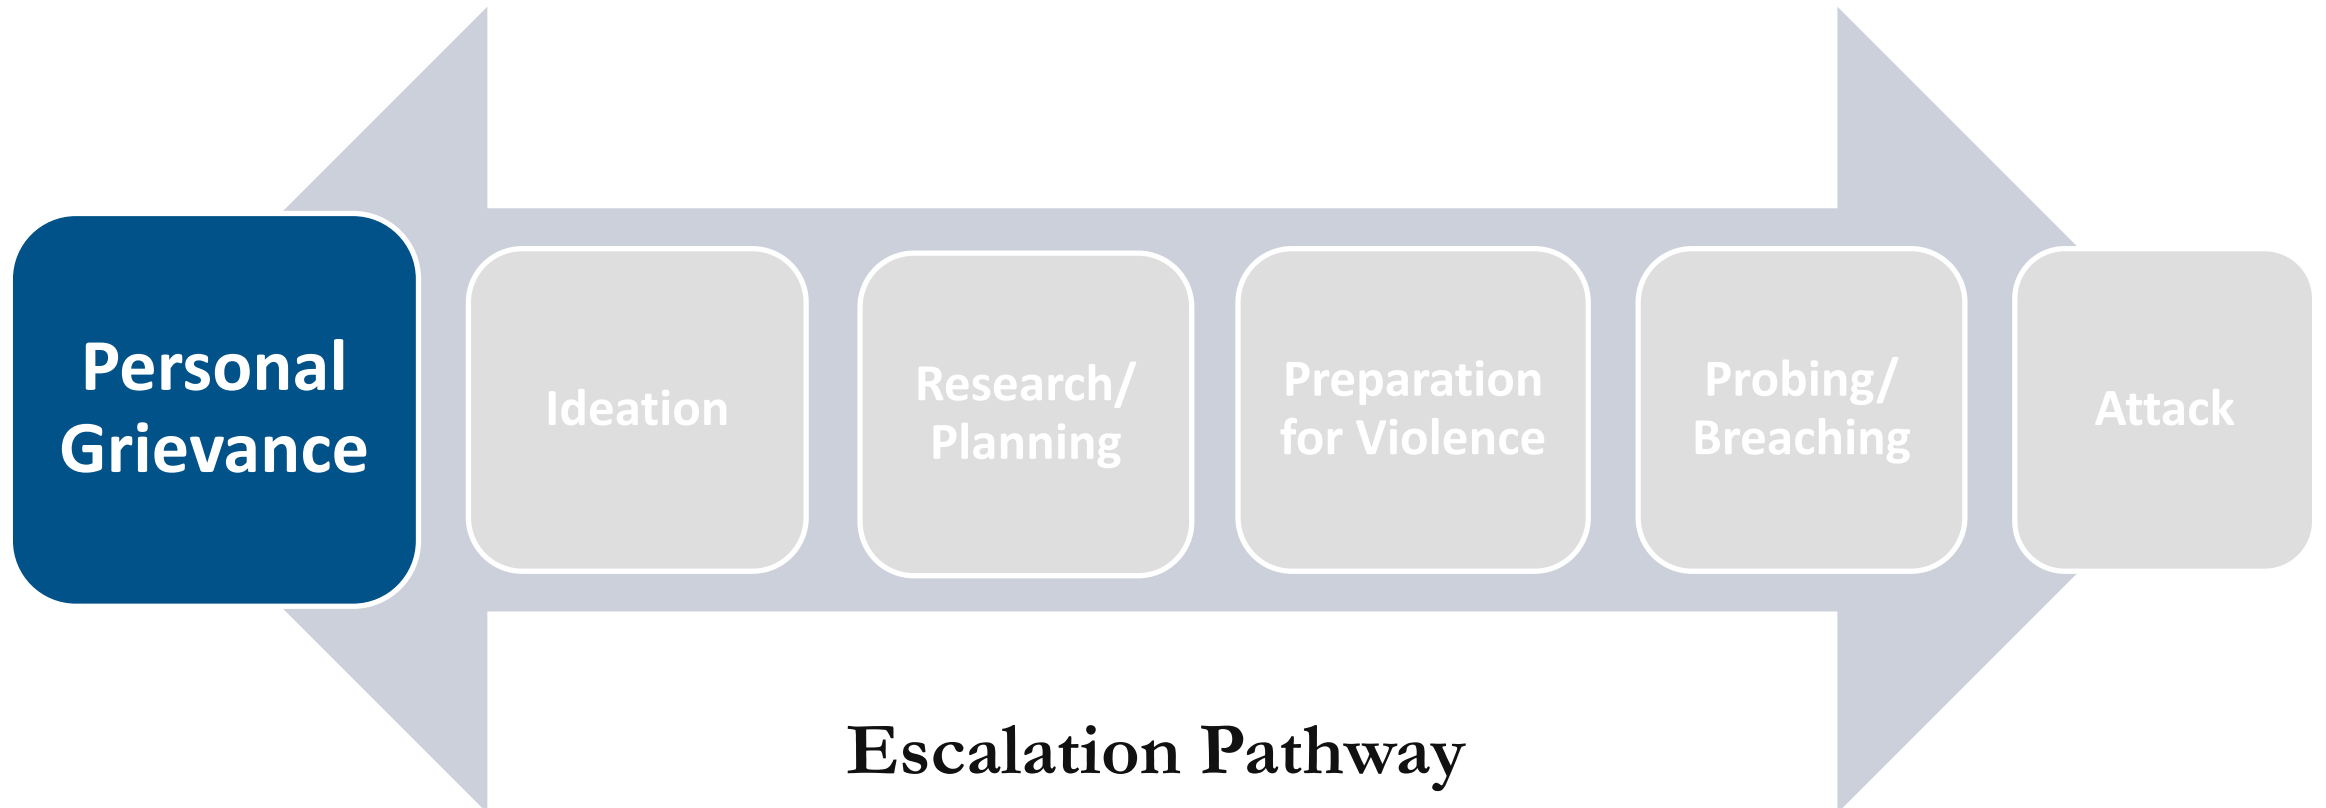 Personal
Grievance
Ideation
Research/
Planning
Preparation
for Violence
Probing/
Breaching
Attack
Escalation Pathway